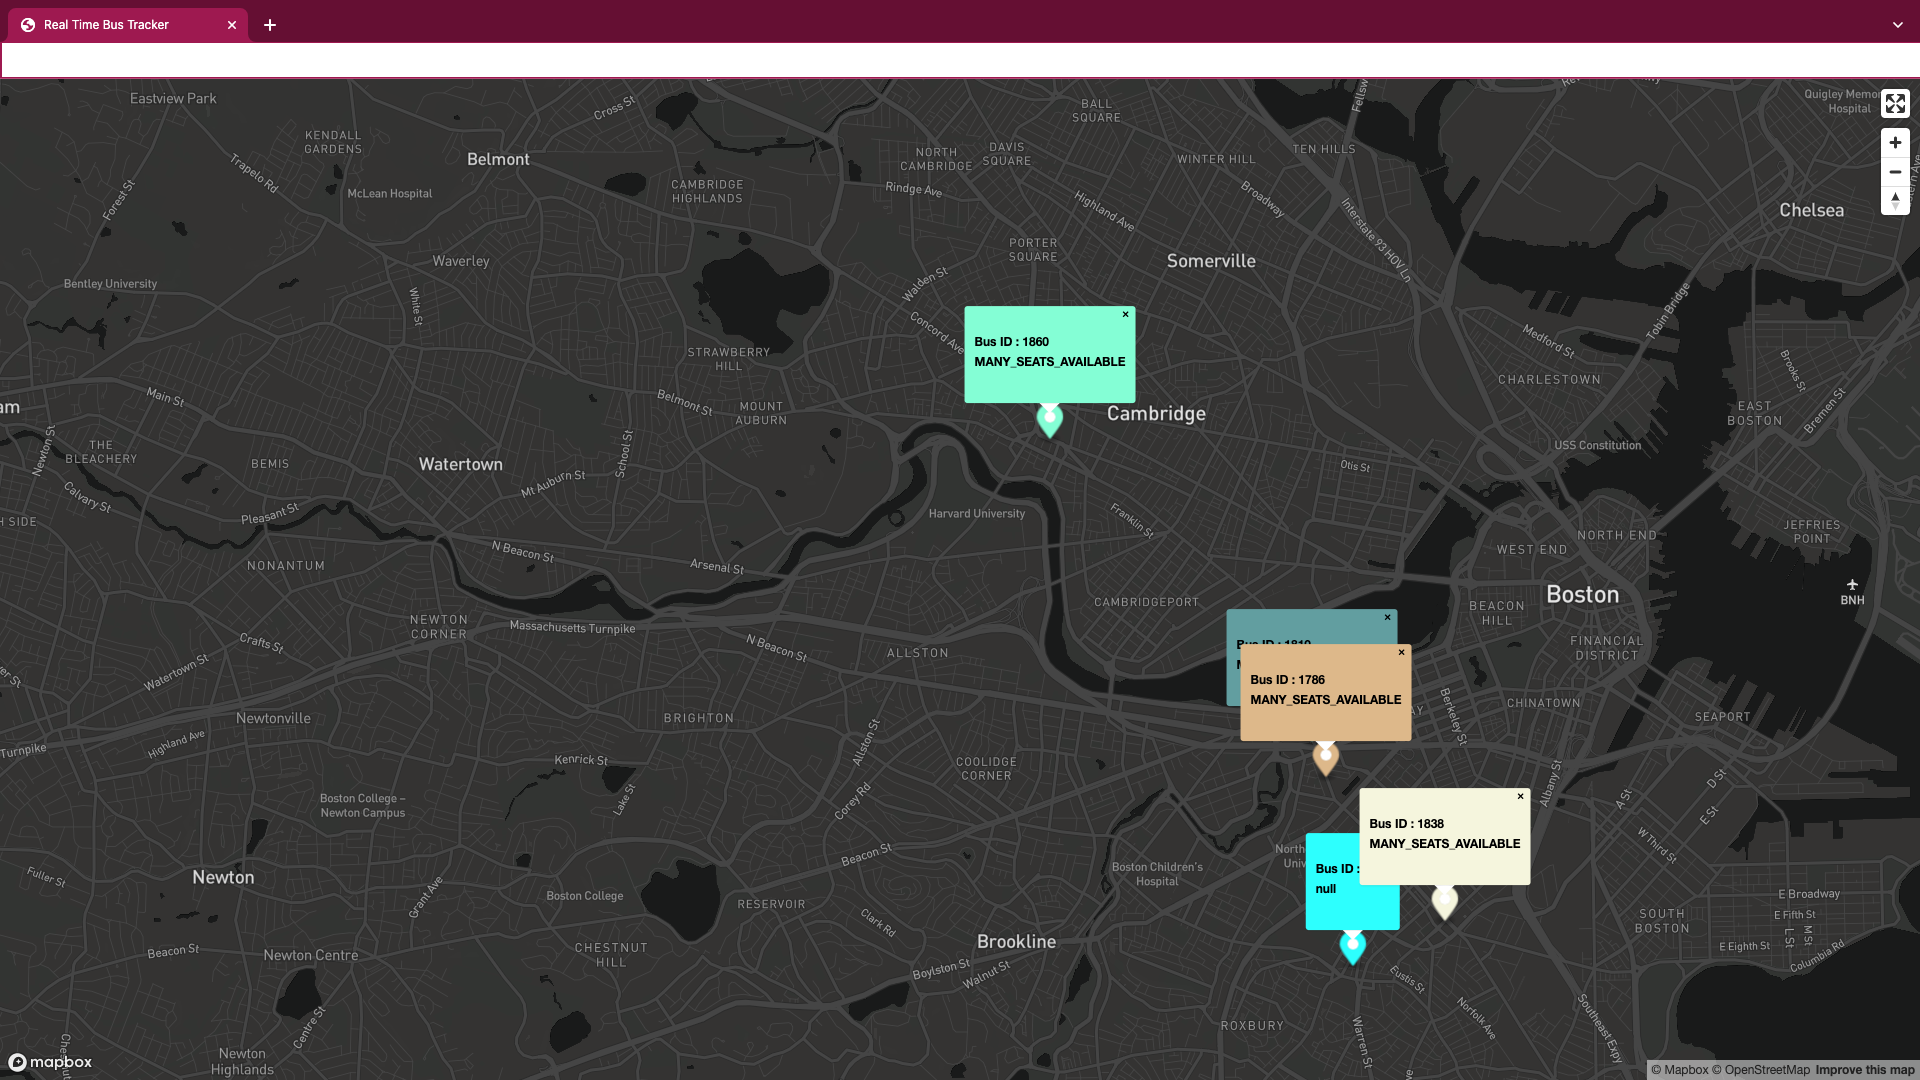 Real Time Bus Tracker
Eastview Park
Cross St
BALL
SQUARE
Quigley Memor
Hospital
KENDALL
GARDENS
Trapelo Rd
Belmont
NORTH
CAMBRIDGE
DAVIS
SQUARE
WINTER HILL
TEN HILLS
Forest St
McLean Hospital
CAMBRIDGE
HIGHLANDS
Rindge Ave
Highland Ave
Broadway
Interstate 93 HOV Ln
Chelsea
PORTER
SQUARE
Somerville
Waverley
Bentley University
White St
Walden St
Concord Ave
Tobin Bridge
Medford St
Brooks St
STRAWBERRY
HILL
Bus ID : 1860
MANY_SEATS_AVAILABLE
CHARLESTOWN
am
Main St
Belmont St
MOUNT
AUBURN
Cambridge
EAST
BOSTON
Bremen St
Newton St
THE
BLEACHERY
BEMIS
Watertown
School St
USS Constitution
Otis St
Calvary St
Mt Auburn St
H SIDE
Pleasant St
Harvard University
Franklin St
JEFFRIES
POINT
NORTH END
WEST END
N Beacon St
Arsenal St
NONANTUM
CAMBRIDGEPORT
Boston
BNH
BEACON
HILL
NEWTON
CORNER
Massachusetts Turnpike
Crafts St
N Beacon St
ALLSTON
FINANCIAL
DISTRICT
Bus ID : 1810
Watertown St
Bus ID : 1786
MANY_SEATS_AVAILABLE
Berkeley St
CHINATOWN
SEAPORT
Newtonville
BRIGHTON
Highland Ave
Turnpike
Allston St
Kenrick St
COOLIDGE
CORNER
Albany St
D St
A St
E St
Lake St
Corey Rd
Boston College –
Newton Campus
Bus ID : 1838
MANY_SEATS_AVAILABLE
W Third St
Beacon St
Boston Children's
Hospital
North
Univ
Bus ID :
null
Fuller St
Newton
Grant Ave
Boston College
RESERVOIR
E Broadway
E Fifth St
SOUTH
BOSTON
L St
M St
E Eighth St
Columbia Rd
Clark Rd
Brookline
Beacon St
Newton Centre
CHESTNUT
HILL
Boylston St
Walnut St
Eustis St
Norfolk Ave
Southeast Expy
Centre St
ROXBURY
Warren St
Newton
Highlands
mapbox
© Mapbox © OpenStreetMap Improve this map